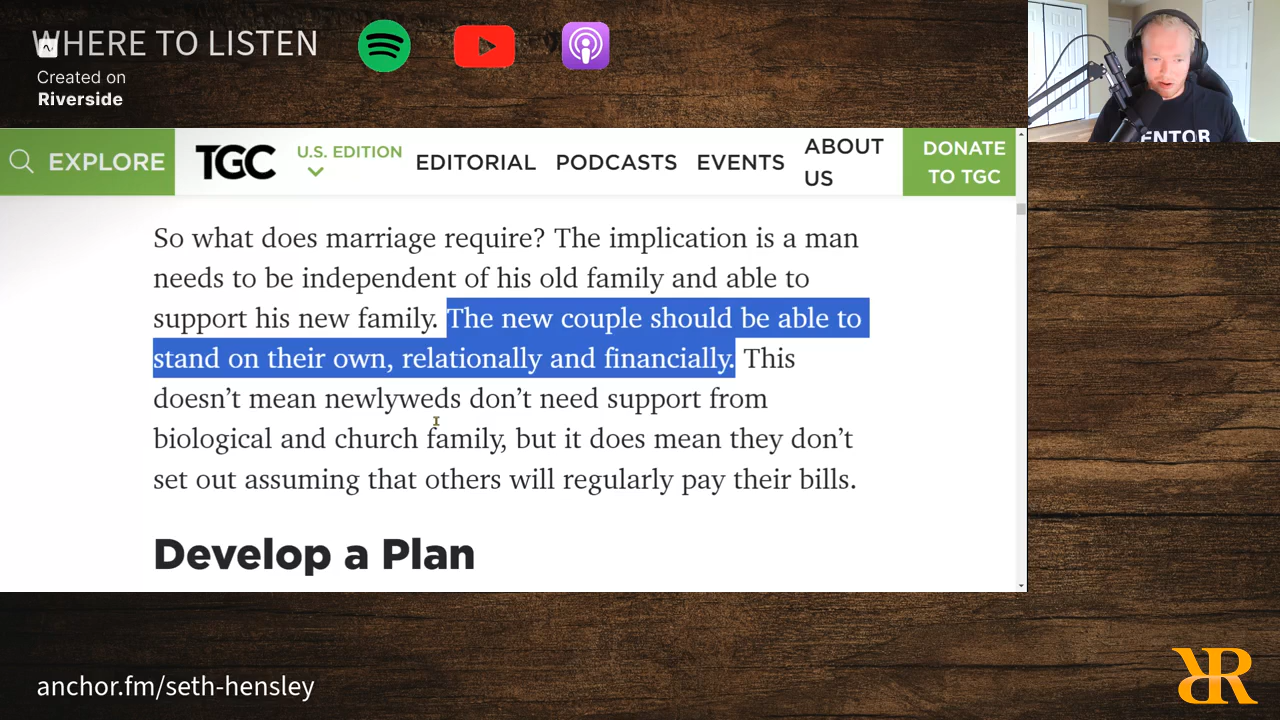 WHERE TO LISTEN
Created on
Riverside
EXPLORE
TGC
U.S. EDITION
EDITORIAL
PODCASTS
EVENTS
ABOUT
US
DONATE
TO TGC
So what does marriage require? The implication is a man
needs to be independent of his old family and able to
support his new family. The new couple should be able to
stand on their own, relationally and financially. This
doesn’t mean newlyweds don’t need support from
biological and church family, but it does mean they don’t
set out assuming that others will regularly pay their bills.
Develop a Plan
anchor.fm/seth-hensley